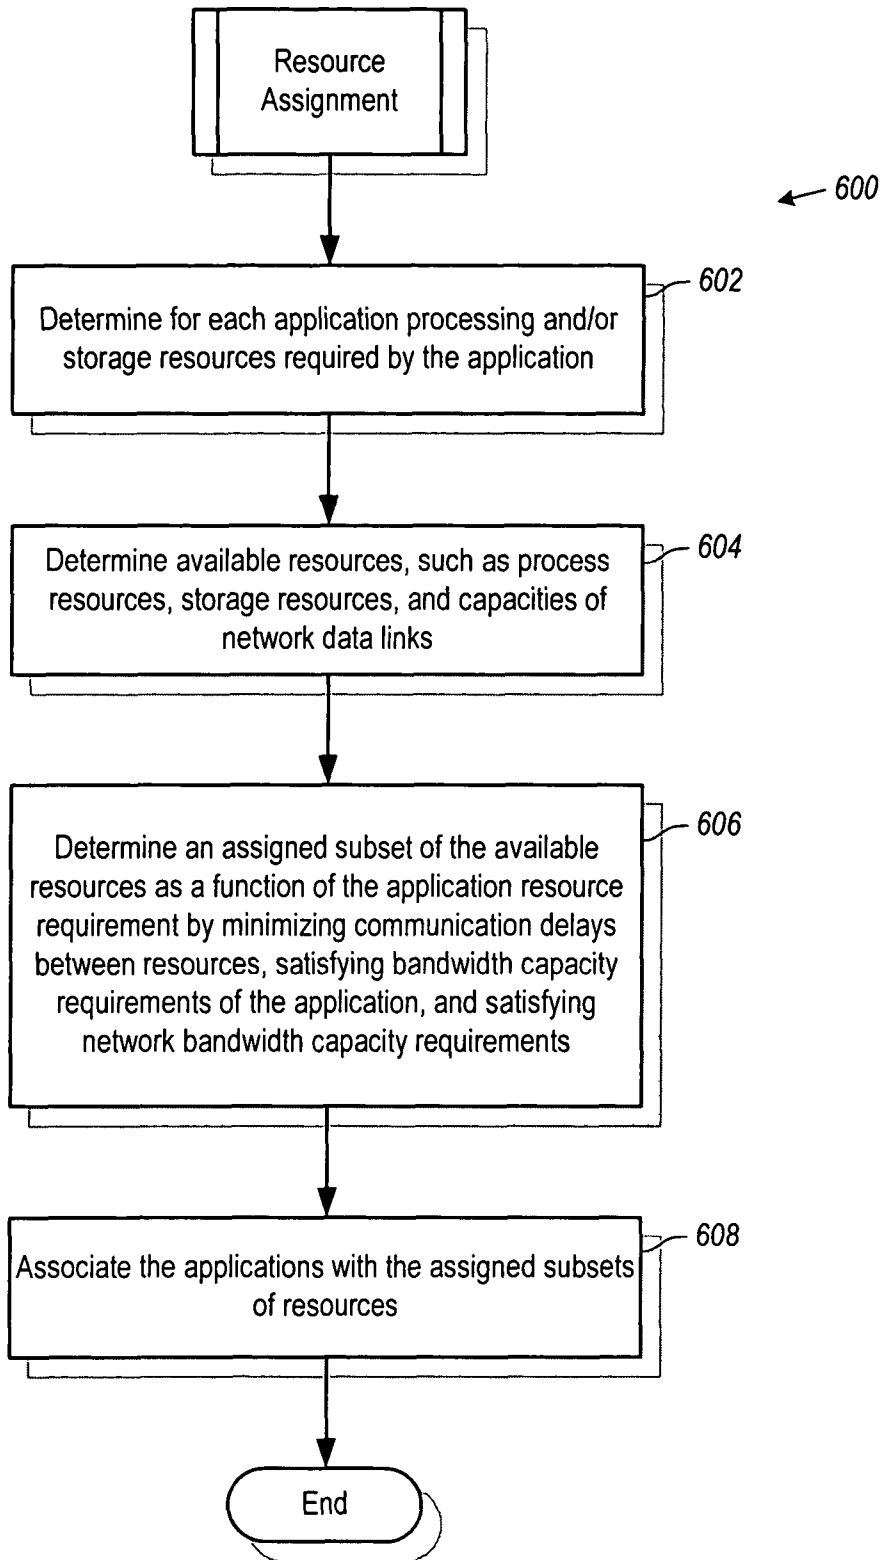 Resource
Assignment
600
602
Determine for each application processing and/or
storage resources required by the application
604
Determine available resources, such as process
resources, storage resources, and capacities of
network data links
606
Determine an assigned subset of the available
resources as a function of the application resource
requirement by minimizing communication delays
between resources, satisfying bandwidth capacity
requirements of the application, and satisfying
network bandwidth capacity requirements
608
Associate the applications with the assigned subsets
of resources
End